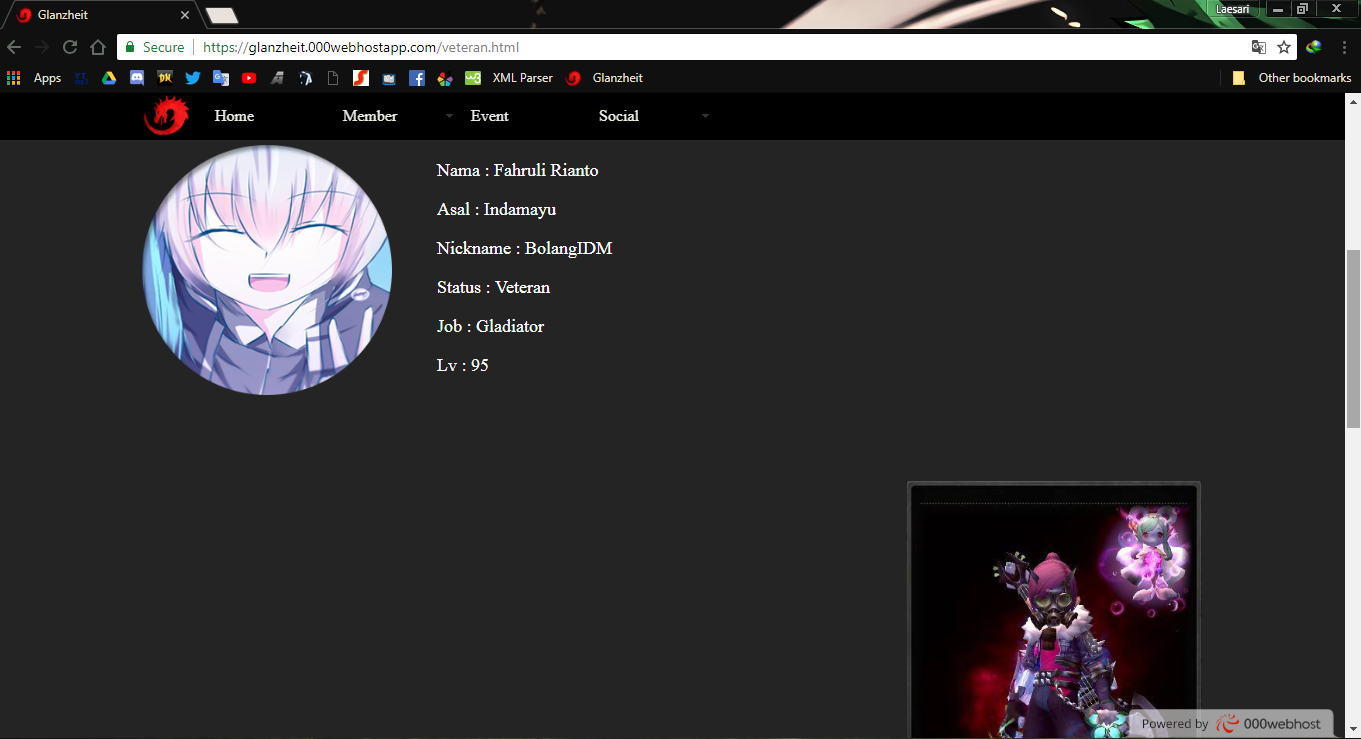 Glanzheit
Laesari
Secure
https://glanzheit.000webhostapp.com/veteran.html
Apps
XML Parser
Glanzheit
Other bookmarks
Home
Member
Event
Social
Nama : Fahruli Rianto
Asal : Indamayu
Nickname : BolangIDM
Status : Veteran
Job : Gladiator
Lv : 95
Powered by 000webhost